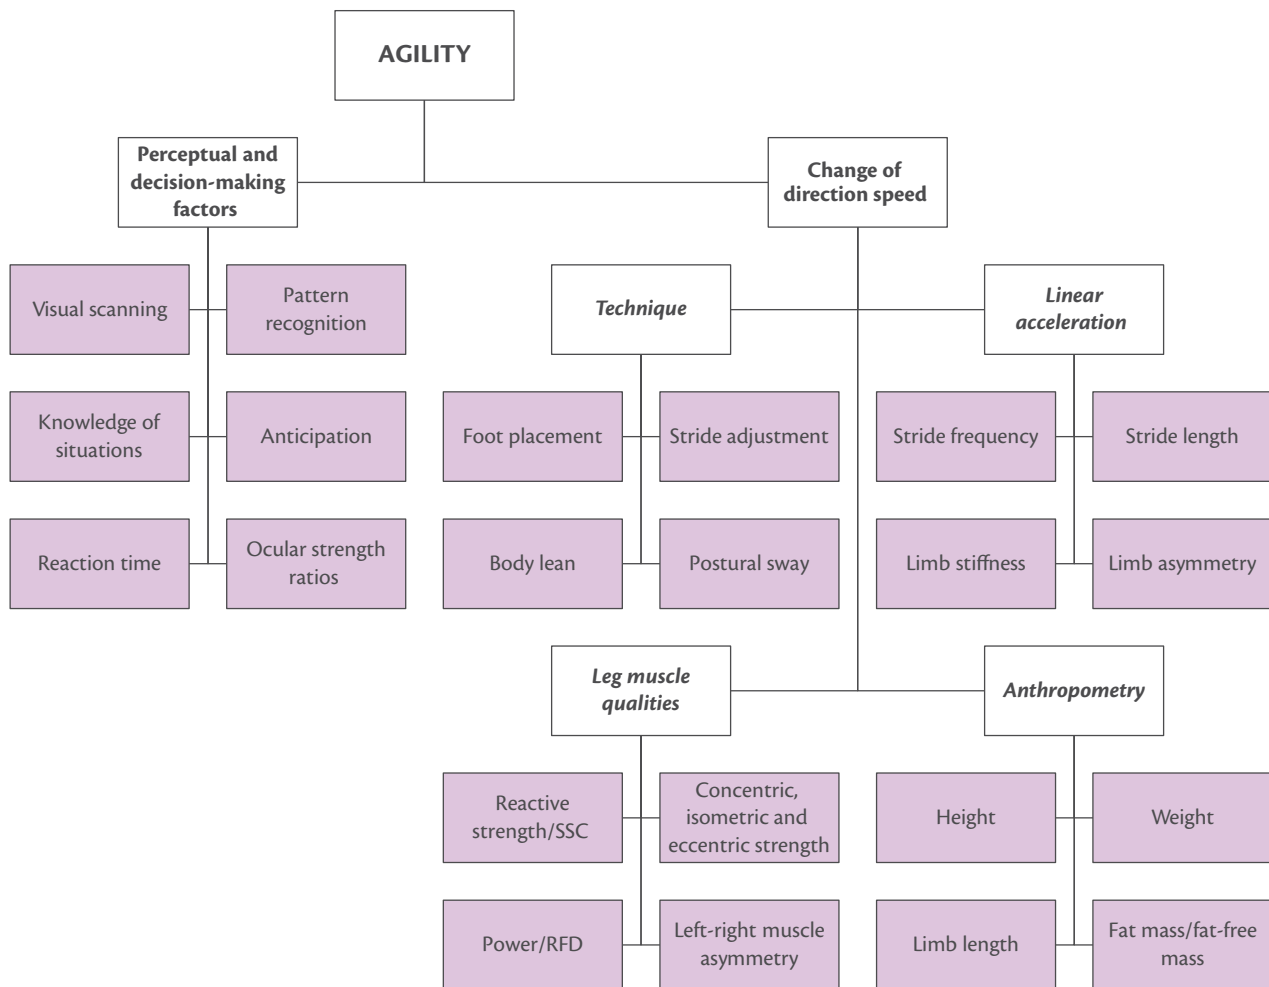 AGILITY
Perceptual and
decision-making
factors
Change of
direction speed
Visual scanning
Pattern
recognition
Technique
Linear
acceleration
Knowledge of
situations
Anticipation
Foot placement
Stride adjustment
Stride frequency
Stride length
Reaction time
Ocular strength
ratios
Body lean
Postural sway
Limb stiffness
Limb asymmetry
Leg muscle
qualities
Anthropometry
Reactive
strength/SSC
Concentric,
isometric and
eccentric strength
Height
Weight
Power/RFD
Left-right muscle
asymmetry
Limb length
Fat mass/fat-free
mass